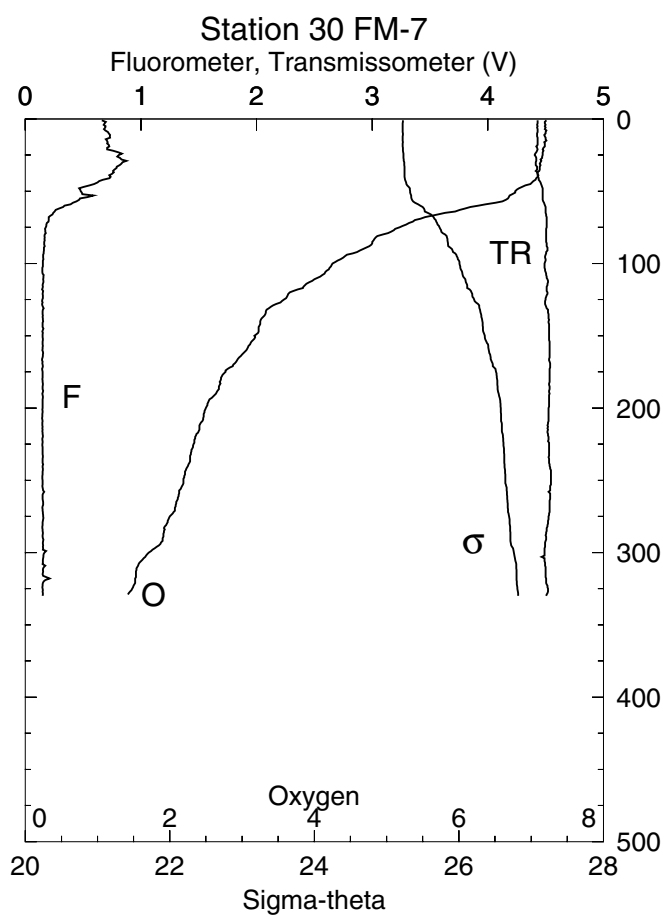 Station 30 FM-7
Fluorometer, Transmissometer (V)
0 1 2 3 4 5
0
TR
100
F
200
σ
300
O
400
Oxygen
0 2 4 6
500
20 22 24 26 28
Sigma-theta